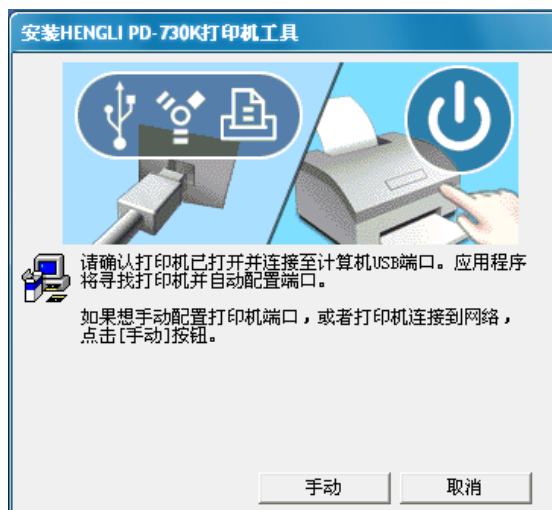 安装HENGLI PD-730K打印机工具
请确认打印机已打开并连接至计算机USB端口。应用程序
将寻找打印机并自动配置端口。
如果想手动配置打印机端口，或者打印机连接到网络，
点击[手动]按钮。
手动
取消